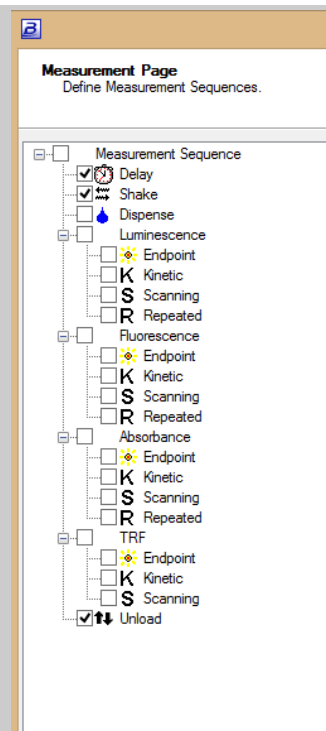 B
Measurement Page
Define Measurement Sequences.
Measurement Sequence
Delay
Shake
Dispense
Luminescence
Endpoint
K Kinetic
S Scanning
R Repeated
Fluorescence
Endpoint
K Kinetic
S Scanning
R Repeated
Absorbance
Endpoint
K Kinetic
S Scanning
R Repeated
TRF
Endpoint
K Kinetic
S Scanning
Unload